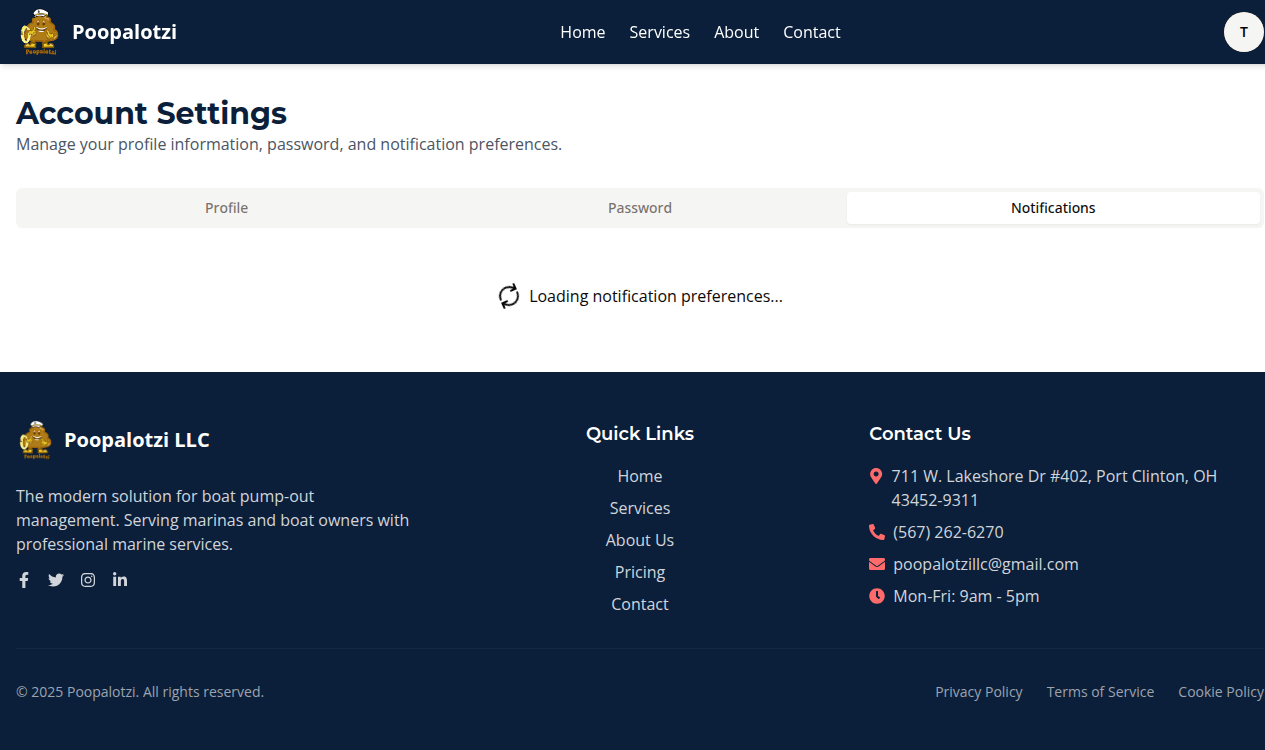 Poopalotzi
Poopalotzi
Home
Services
About
Contact
T
Account Settings
Manage your profile information, password, and notification preferences.
Profile
Password
Notifications
Loading notification preferences...
Poopalotzi
Poopalotzi LLC
The modern solution for boat pump-out
management. Serving marinas and boat owners with
professional marine services.
Quick Links
Home
Services
About Us
Pricing
Contact
Contact Us
711 W. Lakeshore Dr #402, Port Clinton, OH
43452-9311
(567) 262-6270
poopalotzillc@gmail.com
Mon-Fri: 9am - 5pm
© 2025 Poopalotzi. All rights reserved.
Privacy Policy
Terms of Service
Cookie Policy